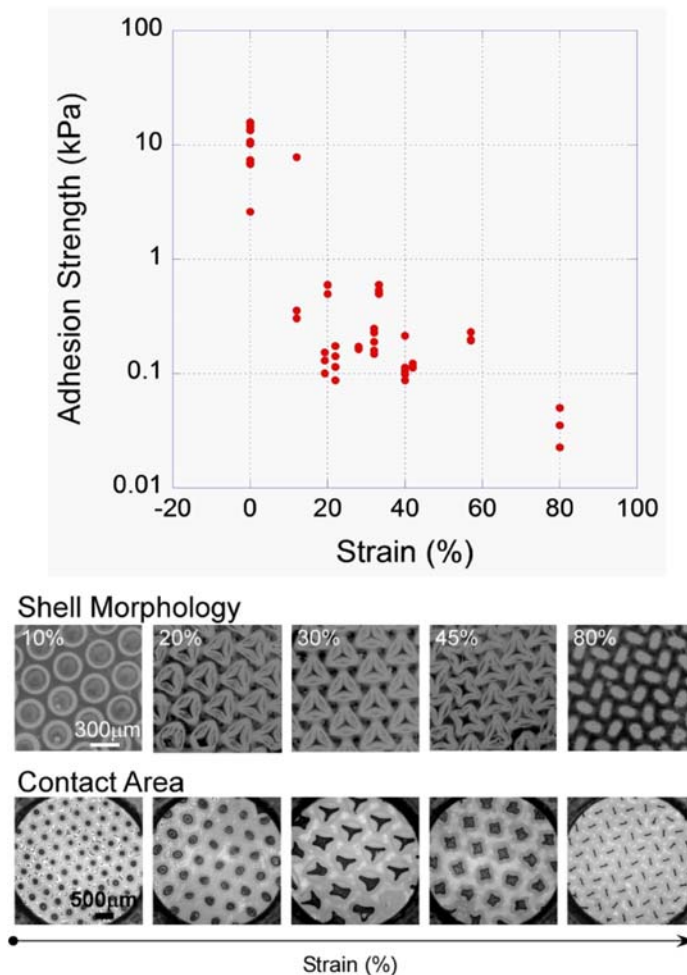 100
10
1
0.1
0.01
Adhesion Strength (kPa)
-20 0 20 40 60 80 100
Strain (%)
Shell Morphology
10% 20% 30% 45% 80%
300μm
Contact Area
500μm
Strain (%)